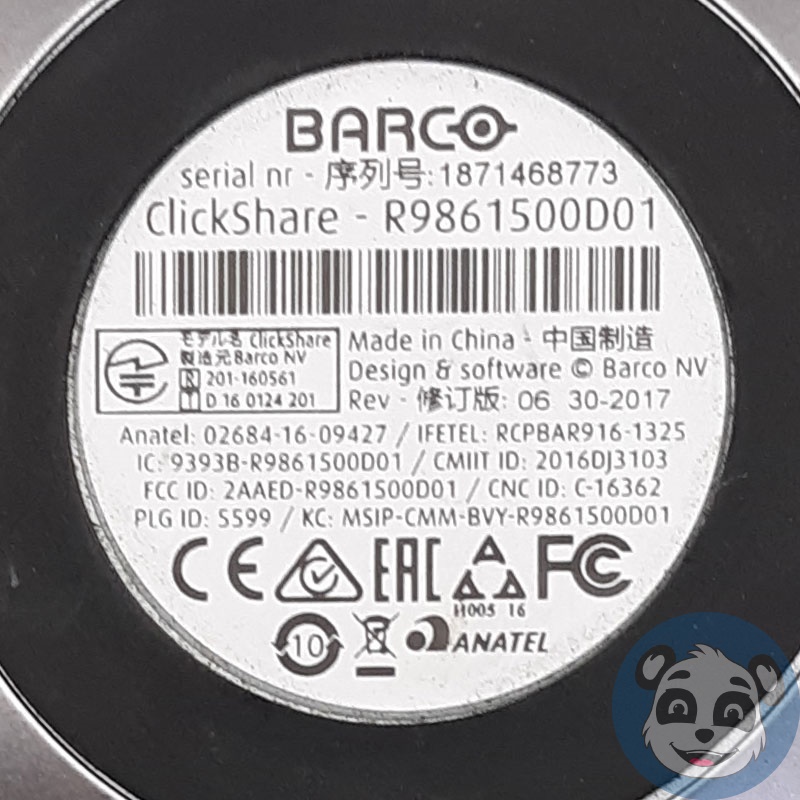 BARCO
serial nr - 序列号: 1871468773
ClickShare - R9861500D01
モデル名 ClickShare
製造元 Barco NV
R 201-160561
T D 16 0124 201
Made in China - 中国制造
Design & software © Barco NV
Rev - 修订版: 06 30-2017
Anatel: 02684-16-09427 / IFETEL: RCPBAR916-1325
IC: 9393B-R9861500D01 / CMIIT ID: 2016DJ3103
FCC ID: 2AAED-R9861500D01 / CNC ID: C-16362
PLG ID: 5599 / KC: MSIP-CMM-BVY-R9861500D01
CE EAC FC
H005 16
10 ANATEL